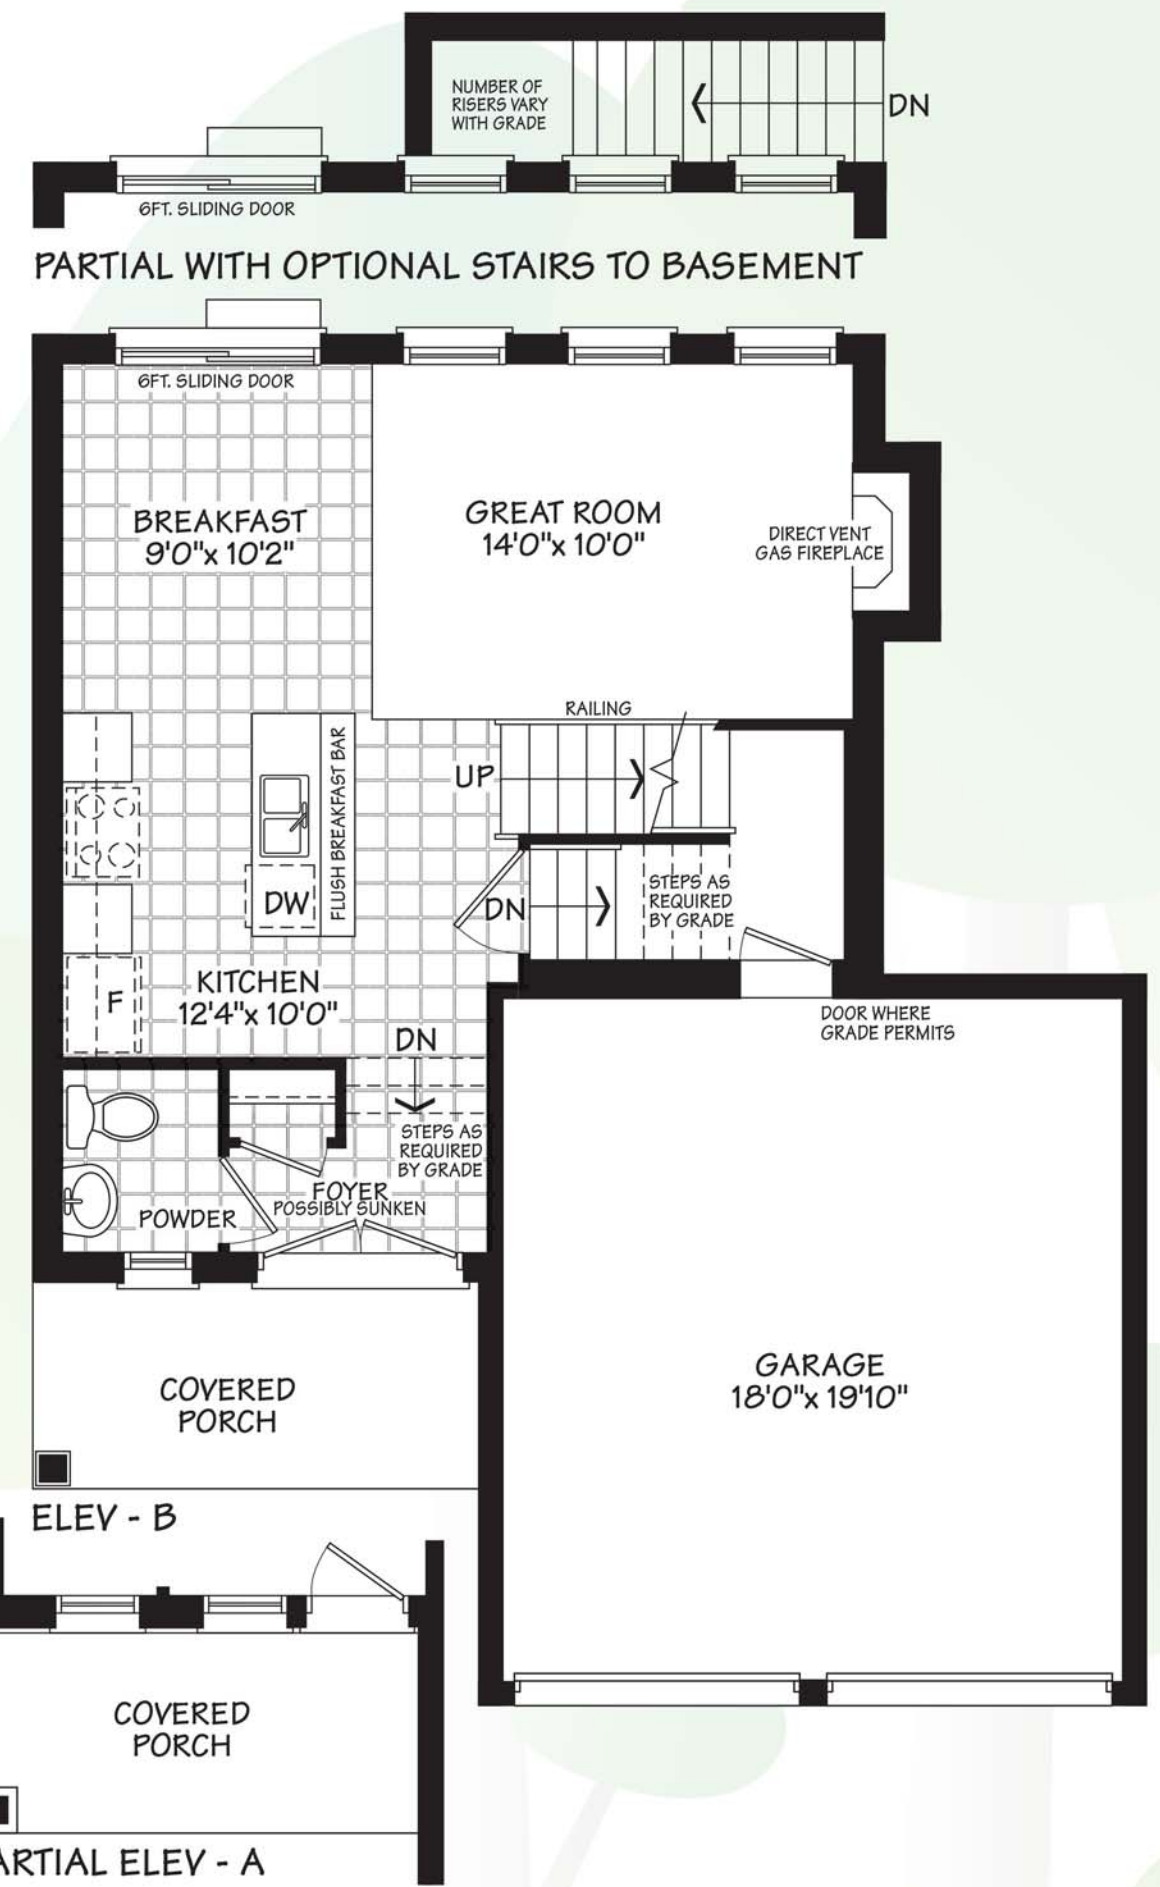 NUMBER OF
RISERS VARY
WITH GRADE
DN
6FT. SLIDING DOOR
PARTIAL WITH OPTIONAL STAIRS TO BASEMENT
6FT. SLIDING DOOR
BREAKFAST
9'0"x 10'2"
GREAT ROOM
14'0"x 10'0"
DIRECT VENT
GAS FIREPLACE
RAILING
UP
FLUSH BREAKFAST BAR
DW
DN
STEPS AS
REQUIRED
BY GRADE
F
KITCHEN
12'4"x 10'0"
DN
DOOR WHERE
GRADE PERMITS
STEPS AS
REQUIRED
BY GRADE
FOYER
POSSIBLY SUNKEN
POWDER
GARAGE
18'0"x 19'10"
COVERED
PORCH
ELEV - B
COVERED
PORCH
ARTIAL ELEV - A